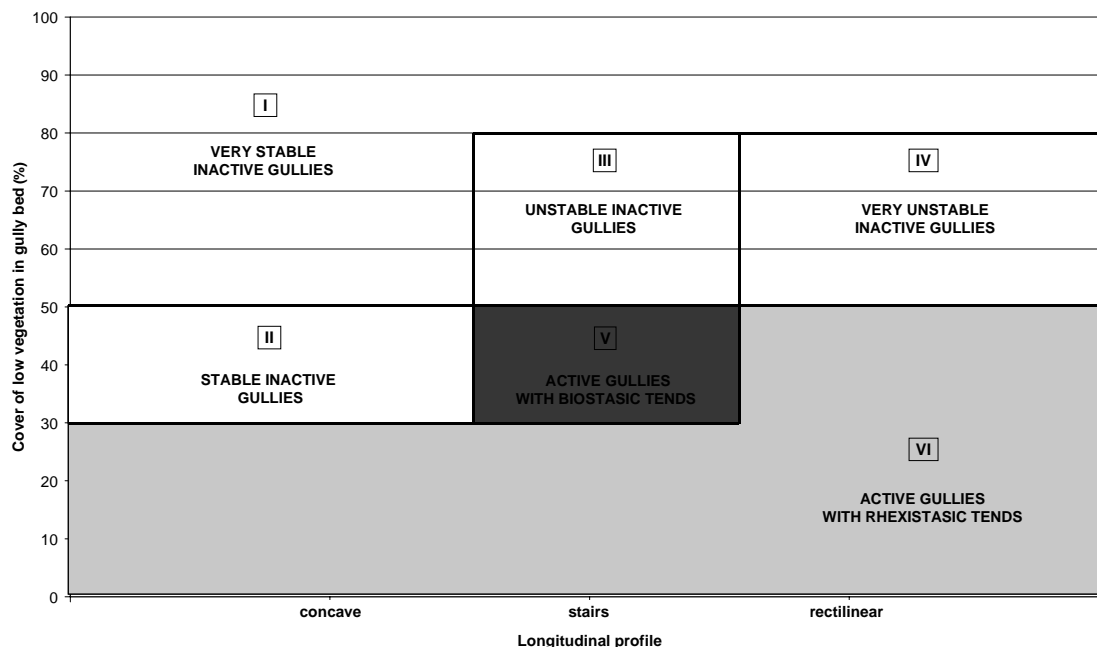 Cover of low vegetation in gully bed (%)
100
90
80
70
60
50
40
30
20
10
0
I
VERY STABLE
INACTIVE GULLIES
III
UNSTABLE INACTIVE
GULLIES
IV
VERY UNSTABLE
INACTIVE GULLIES
II
STABLE INACTIVE
GULLIES
V
ACTIVE GULLIES
WITH BIOSTASIC TENDS
VI
ACTIVE GULLIES
WITH RHEXISTASIC TENDS
concave
stairs
rectilinear
Longitudinal profile